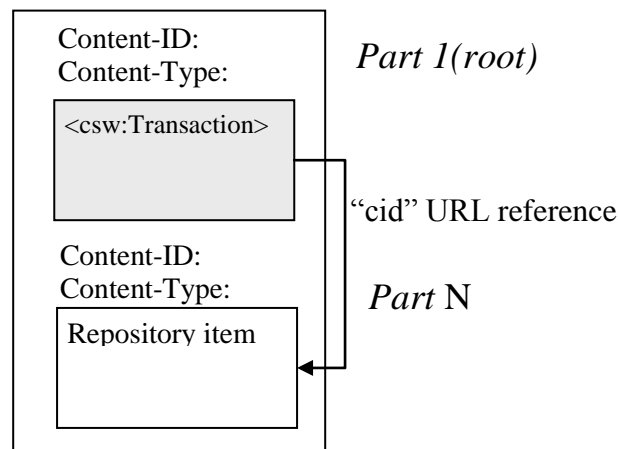 Content-ID:
Content-Type:
Part 1(root)
<csw:Transaction>
“cid” URL reference
Content-ID:
Content-Type:
Part N
Repository item